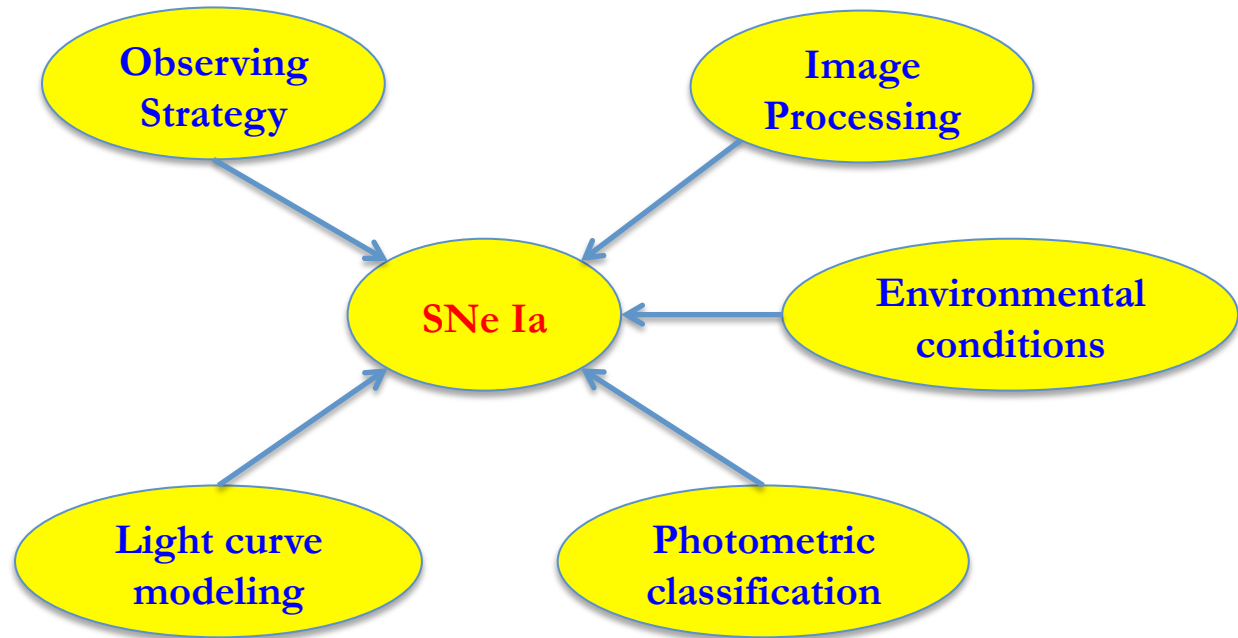 Observing
Strategy
Image
Processing
SNe Ia
Environmental
conditions
Light curve
modeling
Photometric
classification